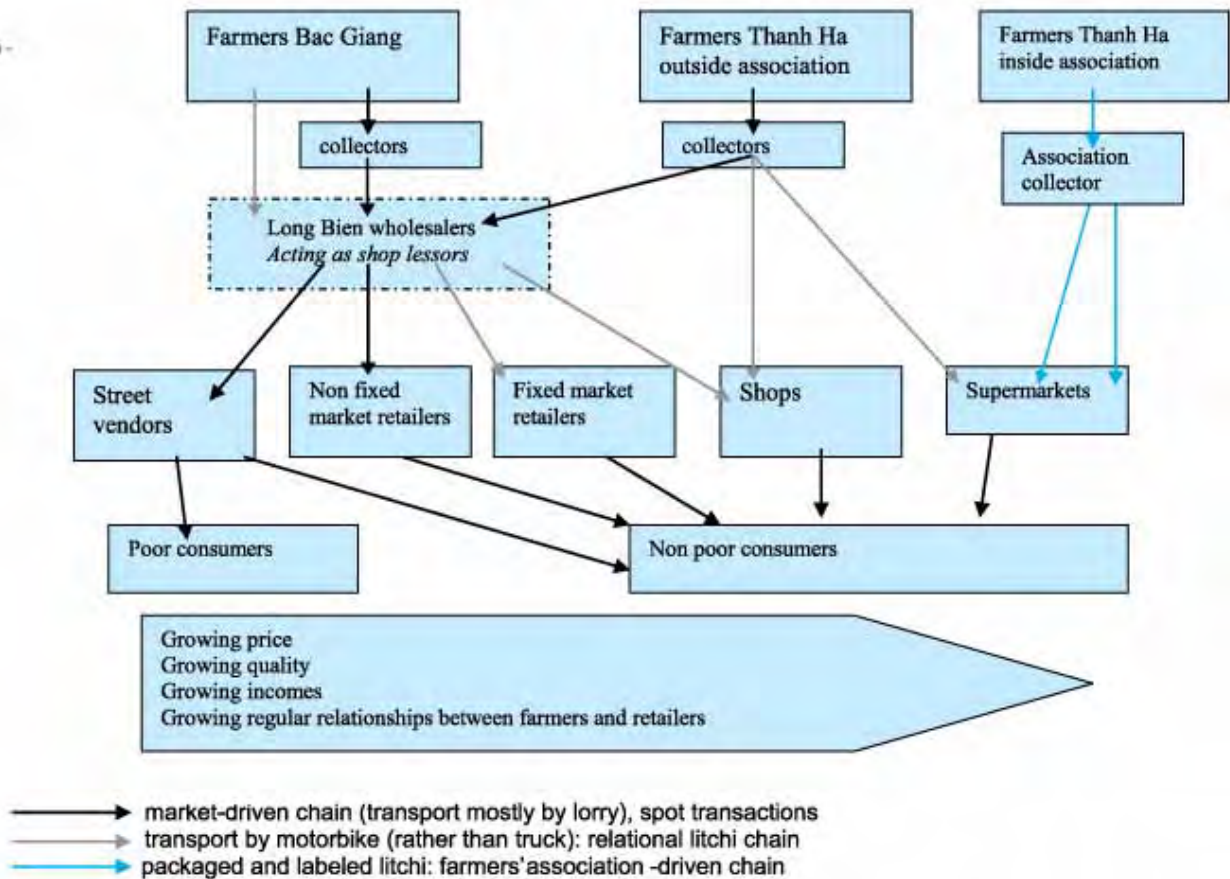 Farmers Bac Giang
Farmers Thanh Ha
outside association
Farmers Thanh Ha
inside association
collectors
collectors
Association
collector
Long Bien wholesalers
Acting as shop lessors
Street
vendors
Non fixed
market retailers
Fixed market
retailers
Shops
Supermarkets
Poor consumers
Non poor consumers
Growing price
Growing quality
Growing incomes
Growing regular relationships between farmers and retailers
market-driven chain (transport mostly by lorry), spot transactions
transport by motorbike (rather than truck): relational litchi chain
packaged and labeled litchi: farmers'association -driven chain